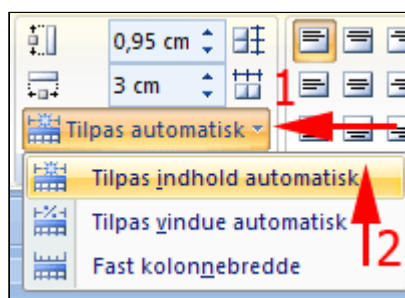 0,95 cm
3 cm
1
Tilpas automatisk
Tilpas indhold automatisk
Tilpas vindue automatisk
2
Fast kolonnebredde